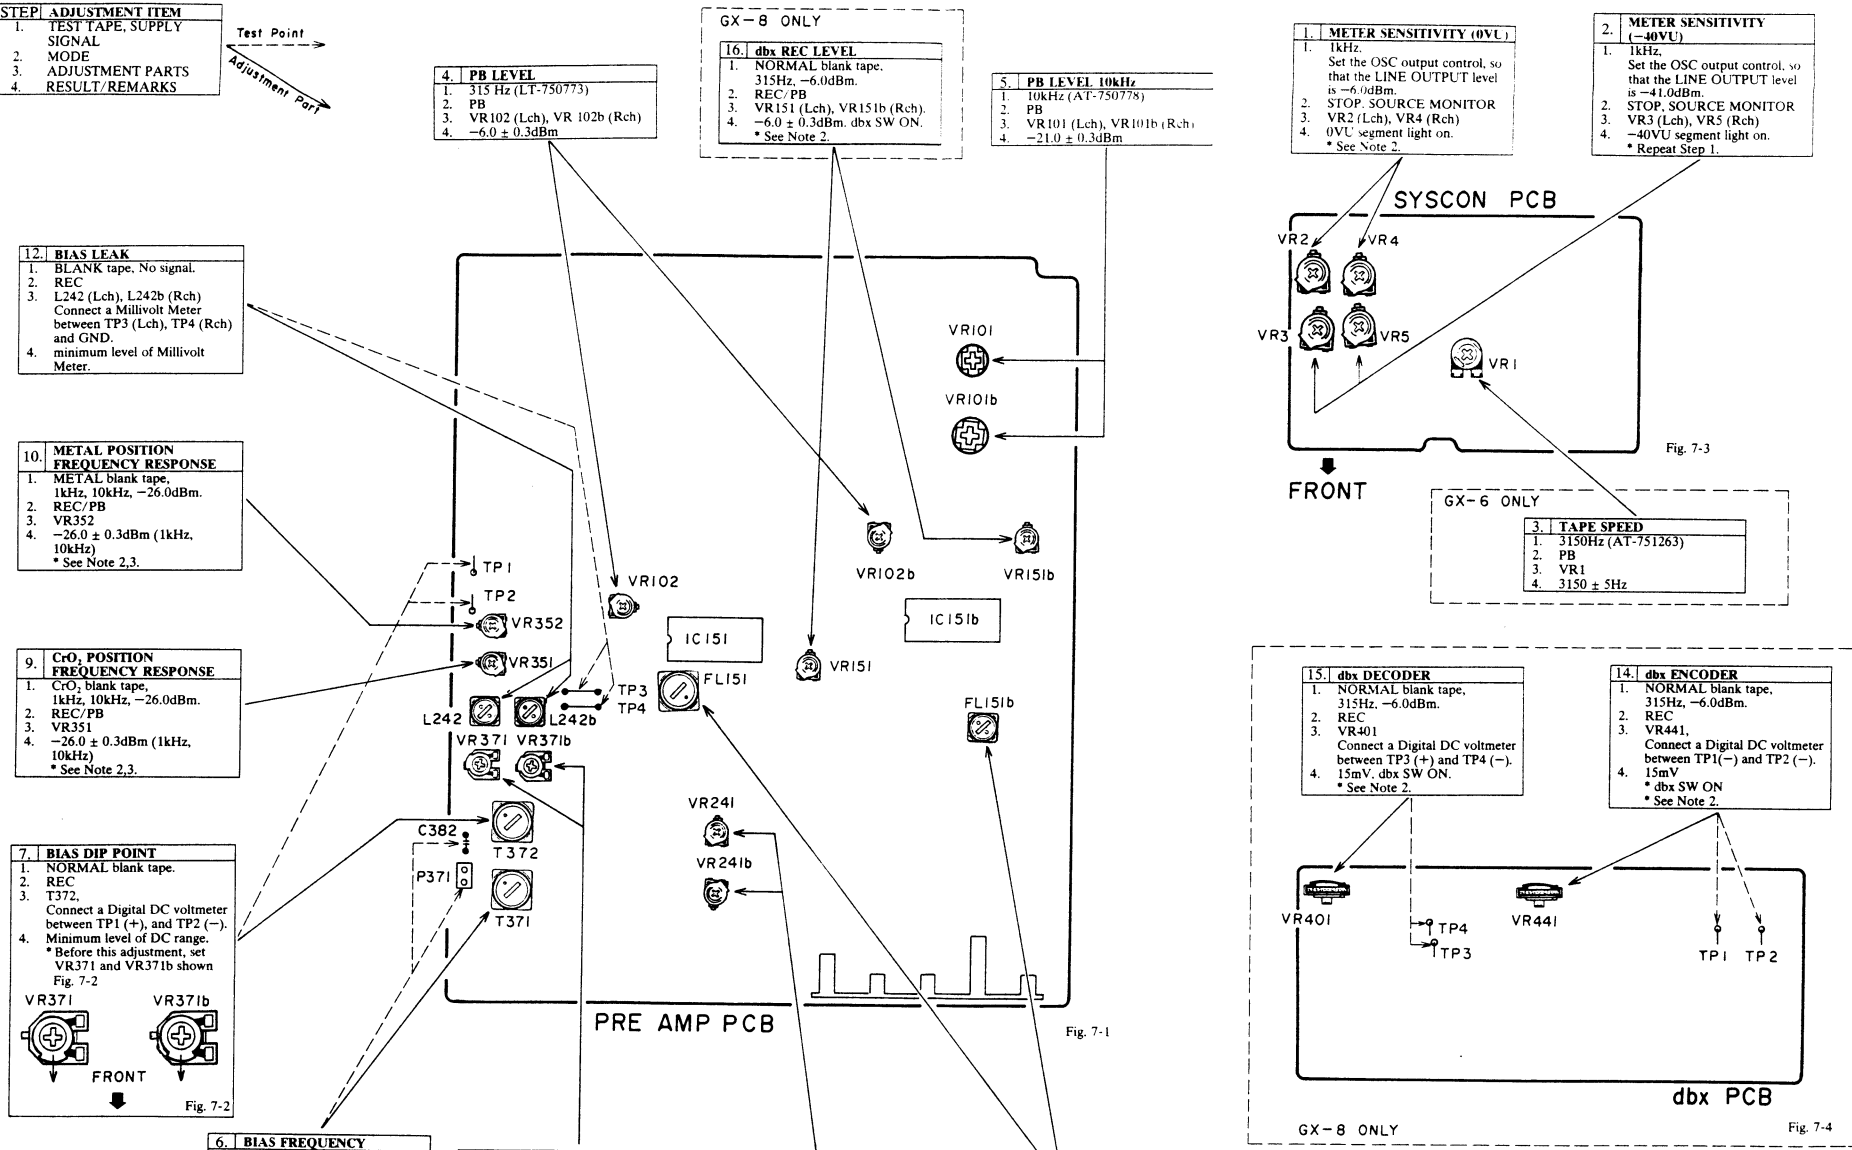 STEP ADJUSTMENT ITEM
1. TEST TAPE, SUPPLY
SIGNAL
2. MODE
3. ADJUSTMENT PARTS
4. RESULT/REMARKS
Test Point
Adjustment Part
4. PB LEVEL
1. 315 Hz (LT-750773)
2. PB
3. VR102 (Lch), VR 102b (Rch)
4. −6.0 ± 0.3dBm
GX-8 ONLY
16. dbx REC LEVEL
1. NORMAL blank tape.
315Hz, −6.0dBm.
2. REC/PB
3. VR151 (Lch), VR151b (Rch).
4. −6.0 ± 0.3dBm. dbx SW ON.
* See Note 2.
5. PB LEVEL 10kHz
1. 10kHz (AT-750778)
2. PB
3. VR101 (Lch), VR101b (Rch)
4. −21.0 ± 0.3dBm
1. METER SENSITIVITY (0VU)
1. 1kHz.
Set the OSC output control, so
that the LINE OUTPUT level
is −6.0dBm.
2. STOP. SOURCE MONITOR
3. VR2 (Lch), VR4 (Rch)
4. 0VU segment light on.
* See Note 2.
2. METER SENSITIVITY
(−40VU)
1. 1kHz,
Set the OSC output control. so
that the LINE OUTPUT level
is −41.0dBm.
2. STOP, SOURCE MONITOR
3. VR3 (Lch), VR5 (Rch)
4. −40VU segment light on.
* Repeat Step 1.
SYSCON PCB
VR2
VR4
VR3
VR5
VR1
Fig. 7-3
FRONT
GX-6 ONLY
3. TAPE SPEED
1. 3150Hz (AT-751263)
2. PB
3. VR1
4. 3150 ± 5Hz
12. BIAS LEAK
1. BLANK tape, No signal.
2. REC
3. L242 (Lch), L242b (Rch)
Connect a Millivolt Meter
between TP3 (Lch), TP4 (Rch)
and GND.
4. minimum level of Millivolt
Meter.
10. METAL POSITION
FREQUENCY RESPONSE
1. METAL blank tape,
1kHz, 10kHz, −26.0dBm.
2. REC/PB
3. VR352
4. −26.0 ± 0.3dBm (1kHz,
10kHz)
* See Note 2,3.
9. CrO₂ POSITION
FREQUENCY RESPONSE
1. CrO₂ blank tape,
1kHz, 10kHz, −26.0dBm.
2. REC/PB
3. VR351
4. −26.0 ± 0.3dBm (1kHz,
10kHz)
* See Note 2,3.
7. BIAS DIP POINT
1. NORMAL blank tape.
2. REC
3. T372,
Connect a Digital DC voltmeter
between TP1 (+), and TP2 (−).
4. Minimum level of DC range.
* Before this adjustment, set
VR371 and VR371b shown
Fig. 7-2
VR371 VR371b
FRONT
Fig. 7-2
6. BIAS FREQUENCY
VR101
VR101b
VR102b
VR151b
TP1
TP2
VR102
VR352
IC151
IC151b
VR351
VR151
TP3
TP4
FL151
L242
L242b
FL151b
VR371 VR371b
VR241
C382
T372
VR241b
P371
T371
PRE AMP PCB
Fig. 7-1
15. dbx DECODER
1. NORMAL blank tape,
315Hz, −6.0dBm.
2. REC
3. VR401
Connect a Digital DC voltmeter
between TP3 (+) and TP4 (−).
4. 15mV. dbx SW ON.
* See Note 2.
14. dbx ENCODER
1. NORMAL blank tape,
315Hz, −6.0dBm.
2. REC
3. VR441,
Connect a Digital DC voltmeter
between TP1(−) and TP2 (−).
4. 15mV
* dbx SW ON
* See Note 2.
VR401
VR441
TP4
TP3
TP1 TP2
dbx PCB
GX-8 ONLY
Fig. 7-4